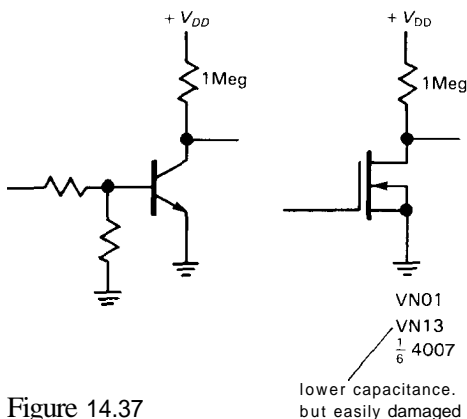 + V_DD
1Meg
+ V_DD
1Meg
VN01
VN13
1/6 4007
lower capacitance.
but easily damaged
Figure 14.37